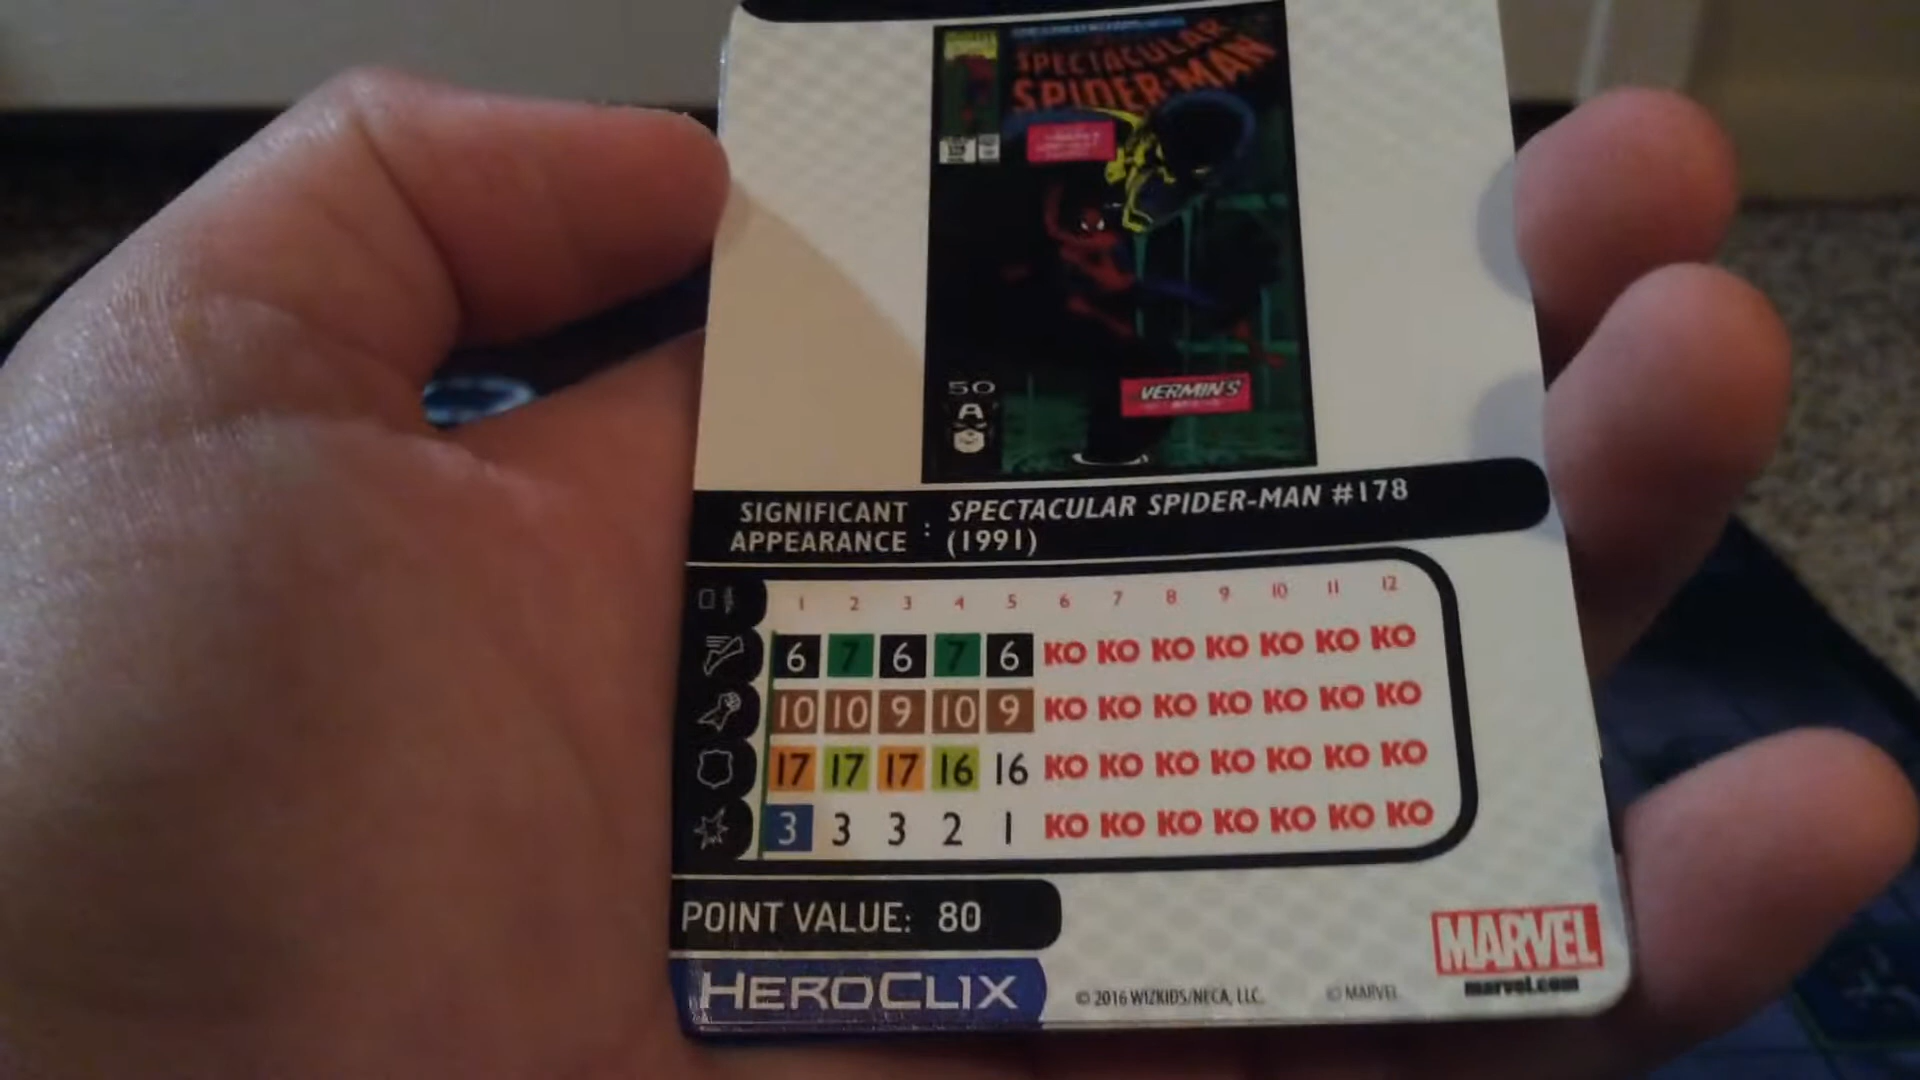 SPECTACULAR
SPIDER-MAN
50
VERMIN'S
SIGNIFICANT APPEARANCE : SPECTACULAR SPIDER-MAN #178 (1991)
1 2 3 4 5 6 7 8 9 10 11 12
6 7 6 7 6 KO KO KO KO KO KO KO
10 10 9 10 9 KO KO KO KO KO KO KO
17 17 17 16 16 KO KO KO KO KO KO KO
3 3 3 2 1 KO KO KO KO KO KO KO
POINT VALUE: 80
HEROCLIX
© 2016 WIZKIDS/NECA, LLC.
© MARVEL
MARVEL
marvel.com